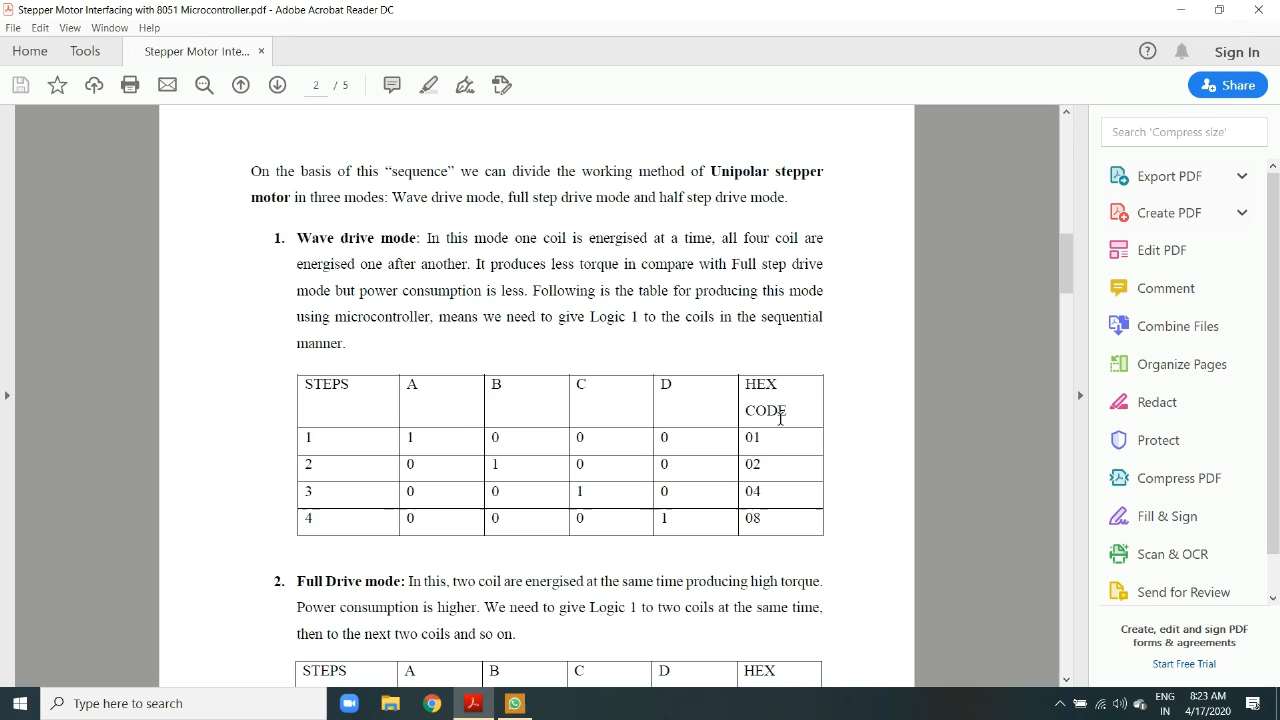 Stepper Motor Interfacing with 8051 Microcontroller.pdf - Adobe Acrobat Reader DC
File Edit View Window Help
Home Tools Stepper Motor Inte... × Sign In
2 / 5 Share
On the basis of this “sequence” we can divide the working method of Unipolar stepper
motor in three modes: Wave drive mode, full step drive mode and half step drive mode.
1. Wave drive mode: In this mode one coil is energised at a time, all four coil are
energised one after another. It produces less torque in compare with Full step drive
mode but power consumption is less. Following is the table for producing this mode
using microcontroller, means we need to give Logic 1 to the coils in the sequential
manner.
STEPS A B C D HEX
CODE
1 1 0 0 0 01
2 0 1 0 0 02
3 0 0 1 0 04
4 0 0 0 1 08
2. Full Drive mode: In this, two coil are energised at the same time producing high torque.
Power consumption is higher. We need to give Logic 1 to two coils at the same time,
then to the next two coils and so on.
STEPS A B C D HEX
Search 'Compress size'
Export PDF
Create PDF
Edit PDF
Comment
Combine Files
Organize Pages
Redact
Protect
Compress PDF
Fill & Sign
Scan & OCR
Send for Review
Create, edit and sign PDF
forms & agreements
Start Free Trial
Type here to search
ENG
IN
8:23 AM
4/17/2020